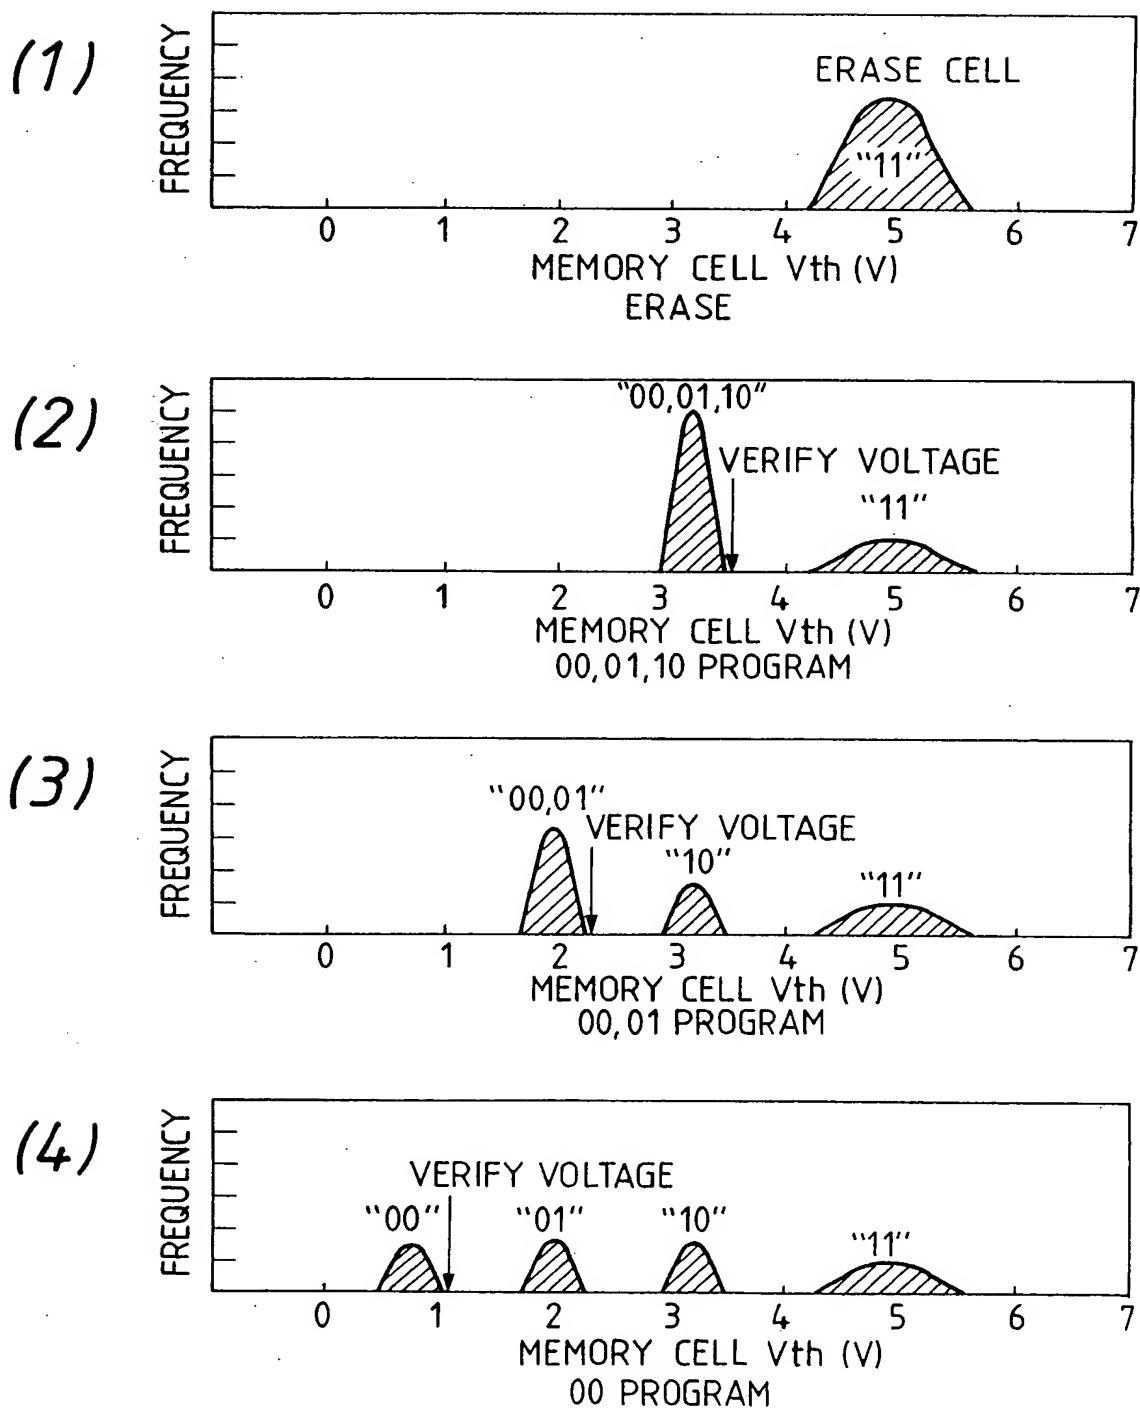 (1)
FREQUENCY
ERASE CELL
"11"
0 1 2 3 4 5 6 7
MEMORY CELL Vth (V)
ERASE
(2)
FREQUENCY
"00,01,10"
VERIFY VOLTAGE
"11"
0 1 2 3 4 5 6 7
MEMORY CELL Vth (V)
00,01,10 PROGRAM
(3)
FREQUENCY
"00,01"
VERIFY VOLTAGE
"10"
"11"
0 1 2 3 4 5 6 7
MEMORY CELL Vth (V)
00,01 PROGRAM
(4)
FREQUENCY
VERIFY VOLTAGE
"00" "01" "10" "11"
0 1 2 3 4 5 6 7
MEMORY CELL Vth (V)
00 PROGRAM